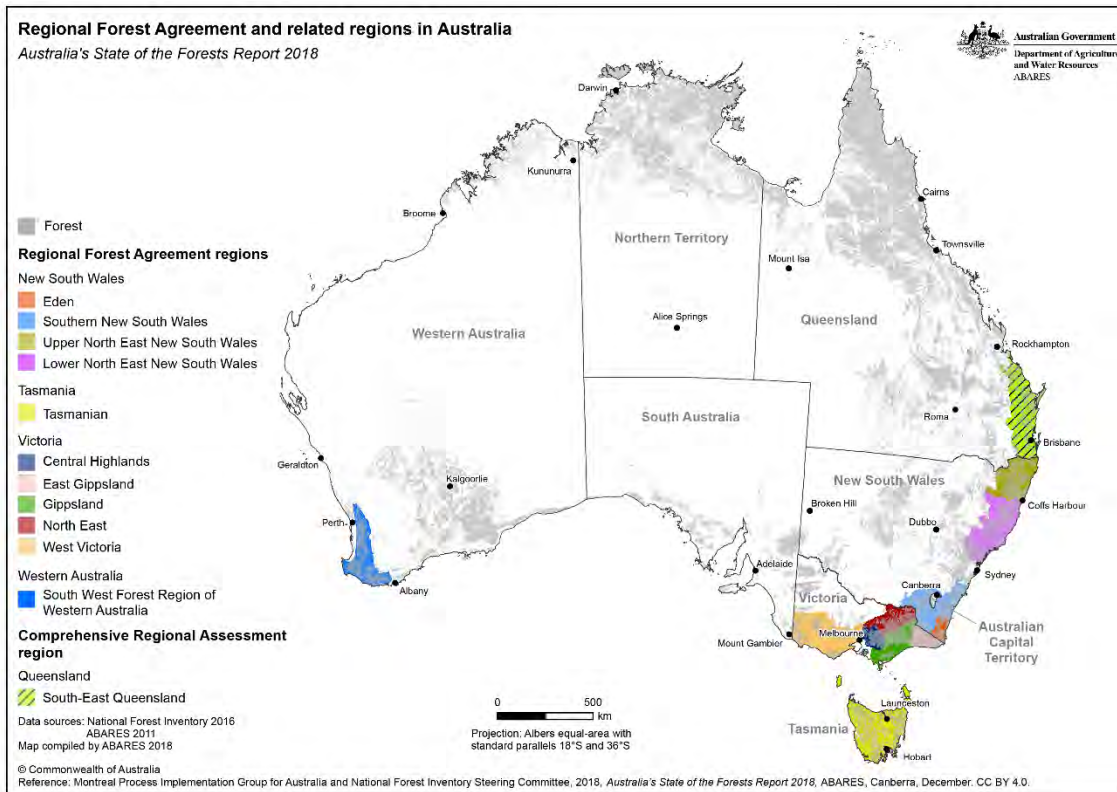 Regional Forest Agreement and related regions in Australia
Australia's State of the Forests Report 2018
Australian Government
Department of Agriculture
and Water Resources
ABARES
Darwin
Kununurra
Broome
Cairns
Townsville
Northern Territory
Mount Isa
Alice Springs
Western Australia
Queensland
Rockhampton
South Australia
Roma
Brisbane
Geraldton
Kalgoorlie
New South Wales
Broken Hill
Coffs Harbour
Perth
Dubbo
Adelaide
Sydney
Albany
Canberra
Victoria
Australian
Capital
Territory
Mount Gambier
Melbourne
Launceston
Tasmania
Hobart
Forest
Regional Forest Agreement regions
New South Wales
Eden
Southern New South Wales
Upper North East New South Wales
Lower North East New South Wales
Tasmania
Tasmanian
Victoria
Central Highlands
East Gippsland
Gippsland
North East
West Victoria
Western Australia
South West Forest Region of
Western Australia
Comprehensive Regional Assessment
region
Queensland
South-East Queensland
Data sources: National Forest Inventory 2016
ABARES 2011
Map compiled by ABARES 2018
0 500
km
Projection: Albers equal-area with
standard parallels 18°S and 36°S
© Commonwealth of Australia
Reference: Montreal Process Implementation Group for Australia and National Forest Inventory Steering Committee, 2018, Australia's State of the Forests Report 2018, ABARES, Canberra, December. CC BY 4.0.